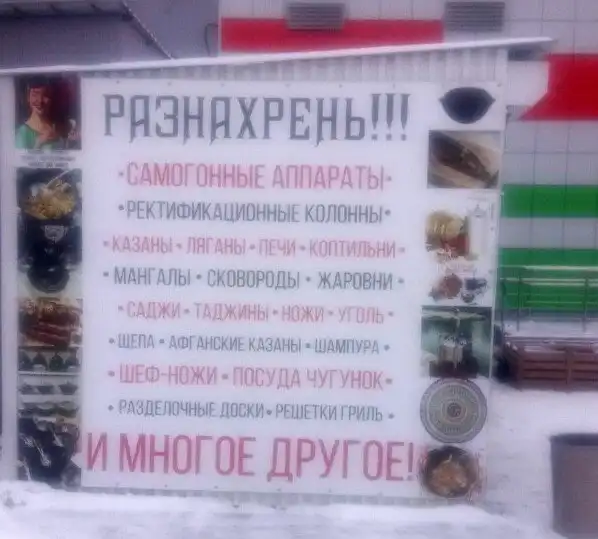 РАЗНАХРЕНЬ!!!
•САМОГОННЫЕ АППАРАТЫ•
•РЕКТИФИКАЦИОННЫЕ КОЛОННЫ•
•КАЗАНЫ•ЛЯГАНЫ•ПЕЧИ•КОПТИЛЬНИ•
•МАНГАЛЫ•СКОВОРОДЫ•ЖАРОВНИ•
•САДЖИ•ТАДЖИНЫ•НОЖИ•УГОЛЬ•
•ЩЕПА•АФГАНСКИЕ КАЗАНЫ•ШАМПУРА•
•ШЕФ-НОЖИ•ПОСУДА ЧУГУНОК•
•РАЗДЕЛОЧНЫЕ ДОСКИ•РЕШЕТКИ ГРИЛЬ•
И МНОГОЕ ДРУГОЕ!